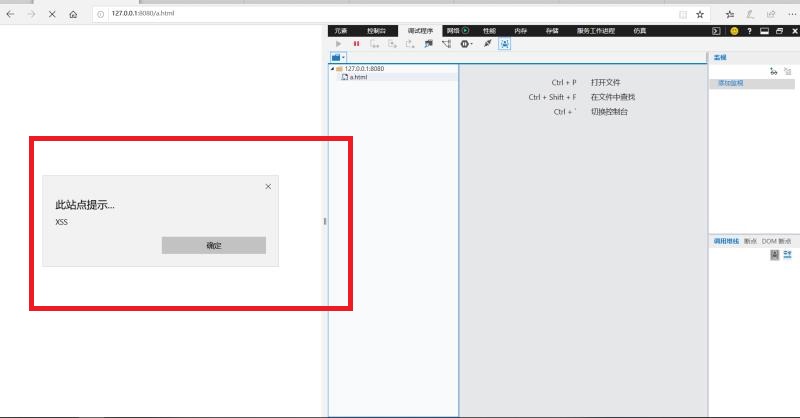 127.0.0.1:8080/a.html
元素 控制台 调试程序 网络 性能 内存 存储 服务工作进程 仿真
127.0.0.1:8080
a.html
Ctrl + P 打开文件
Ctrl + Shift + F 在文件中查找
Ctrl + ` 切换控制台
监视
添加监视
此站点提示...
XSS
确定
调用堆栈 断点 DOM 断点